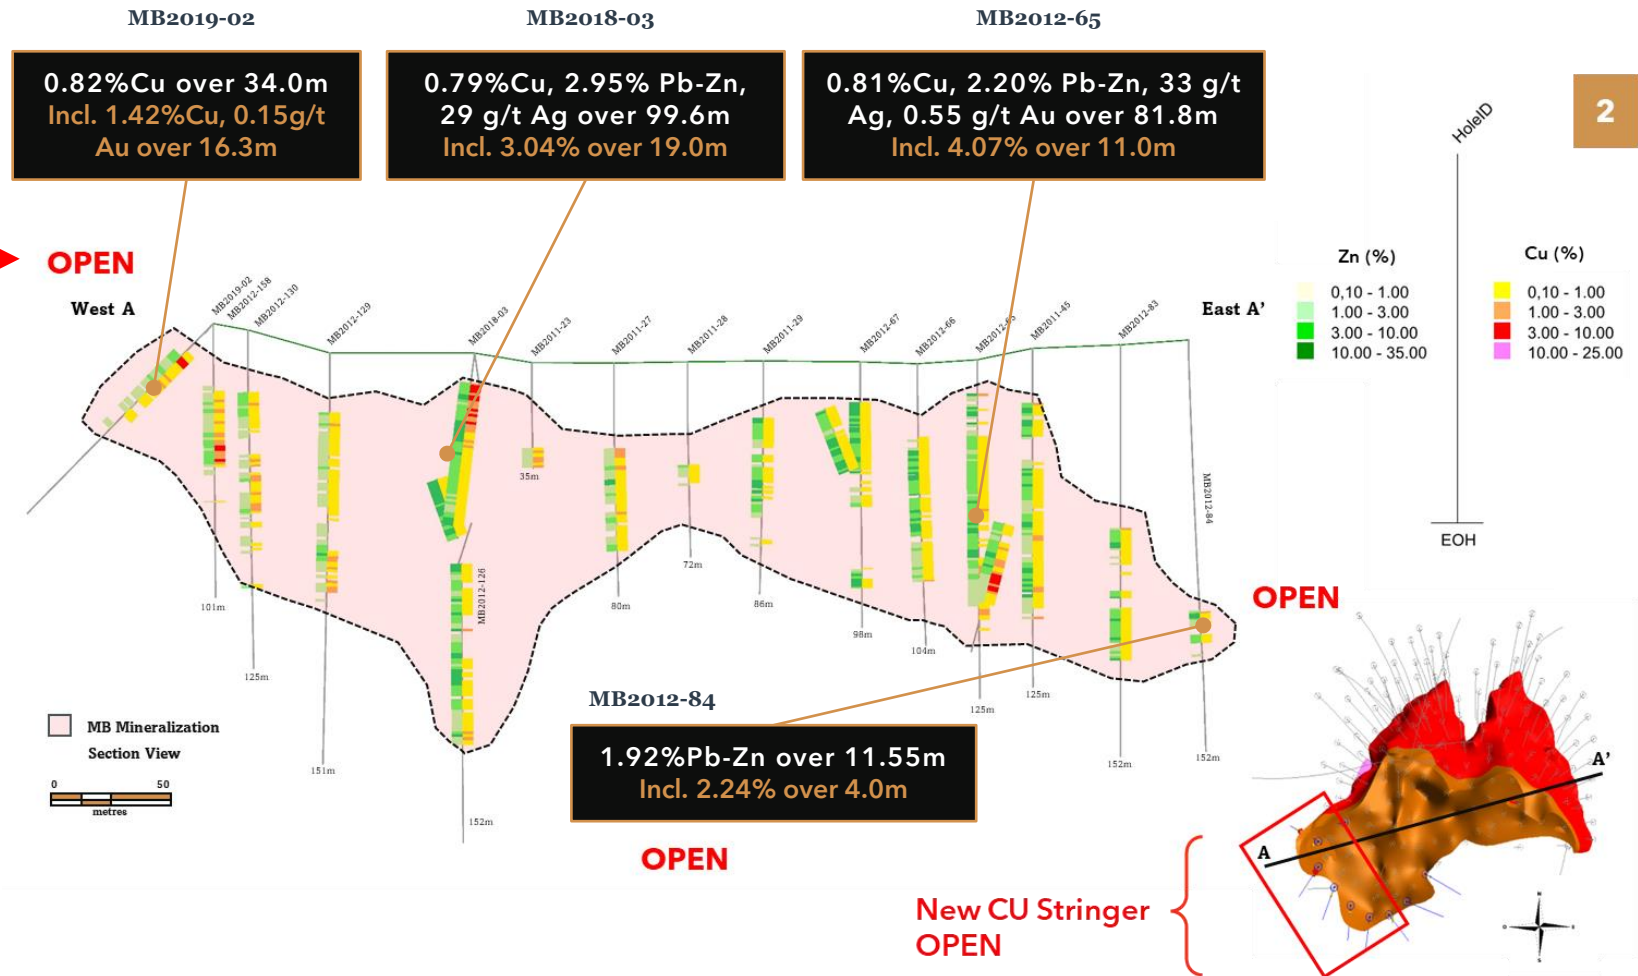 MB2019-02
MB2018-03
MB2012-65
0.82%Cu over 34.0m
Incl. 1.42%Cu, 0.15g/t
Au over 16.3m
0.79%Cu, 2.95% Pb-Zn,
29 g/t Ag over 99.6m
Incl. 3.04% over 19.0m
0.81%Cu, 2.20% Pb-Zn, 33 g/t
Ag, 0.55 g/t Au over 81.8m
Incl. 4.07% over 11.0m
2
HoleID
EOH
Zn (%)
0,10 - 1.00
1.00 - 3.00
3.00 - 10.00
10.00 - 35.00
Cu (%)
0,10 - 1.00
1.00 - 3.00
3.00 - 10.00
10.00 - 25.00
OPEN
West A
East A'
MB2019-02
MB2012-158
MB2012-130
MB2012-129
MB2018-03
MB2011-23
MB2011-27
MB2011-28
MB2011-29
MB2012-67
MB2012-66
MB2012-65
MB2011-45
MB2012-83
MB2012-84
MB2012-126
35m
72m
101m
80m
86m
98m
104m
125m
125m
125m
151m
152m
152m
152m
OPEN
MB2012-84
1.92%Pb-Zn over 11.55m
Incl. 2.24% over 4.0m
MB Mineralization
Section View
0 50
metres
OPEN
A
A'
New CU Stringer
OPEN